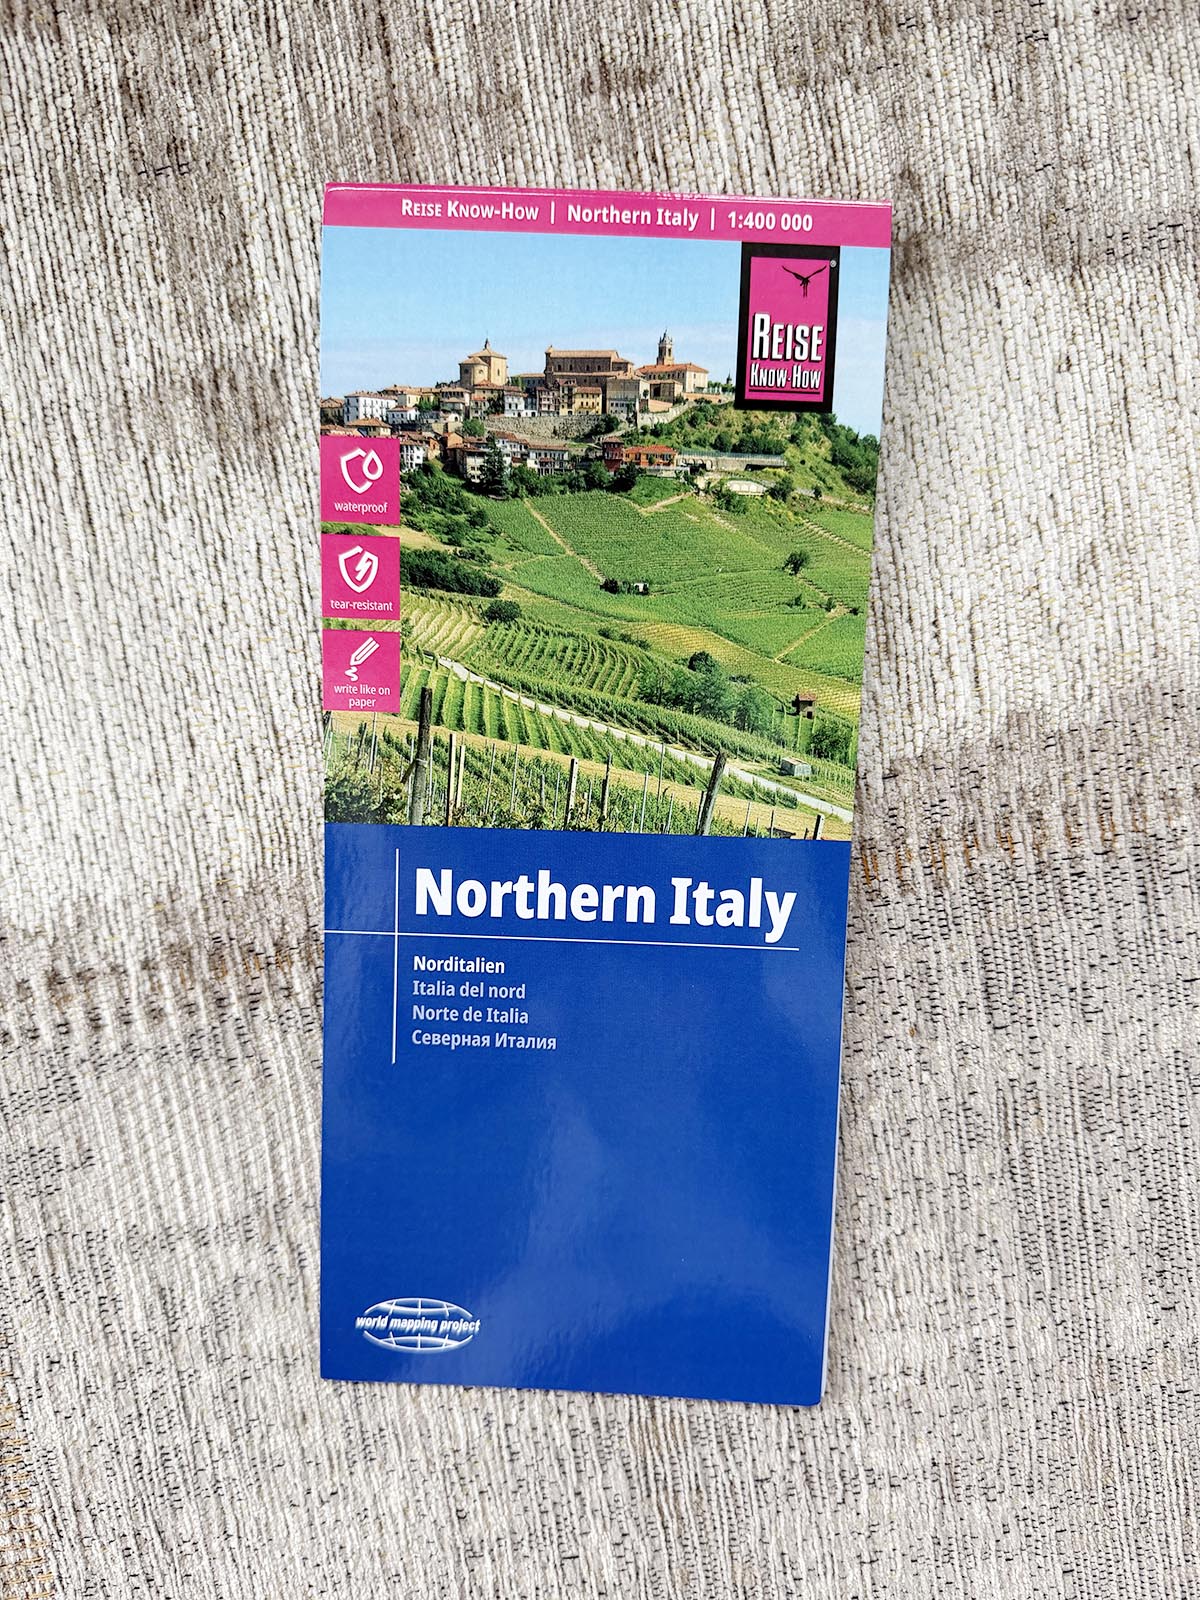 REISE KNOW-HOW | Northern Italy | 1:400 000
®
REISE
KNOW-HOW
waterproof
tear-resistant
write like on
paper
Northern Italy
Norditalien
Italia del nord
Norte de Italia
Северная Италия
world mapping project